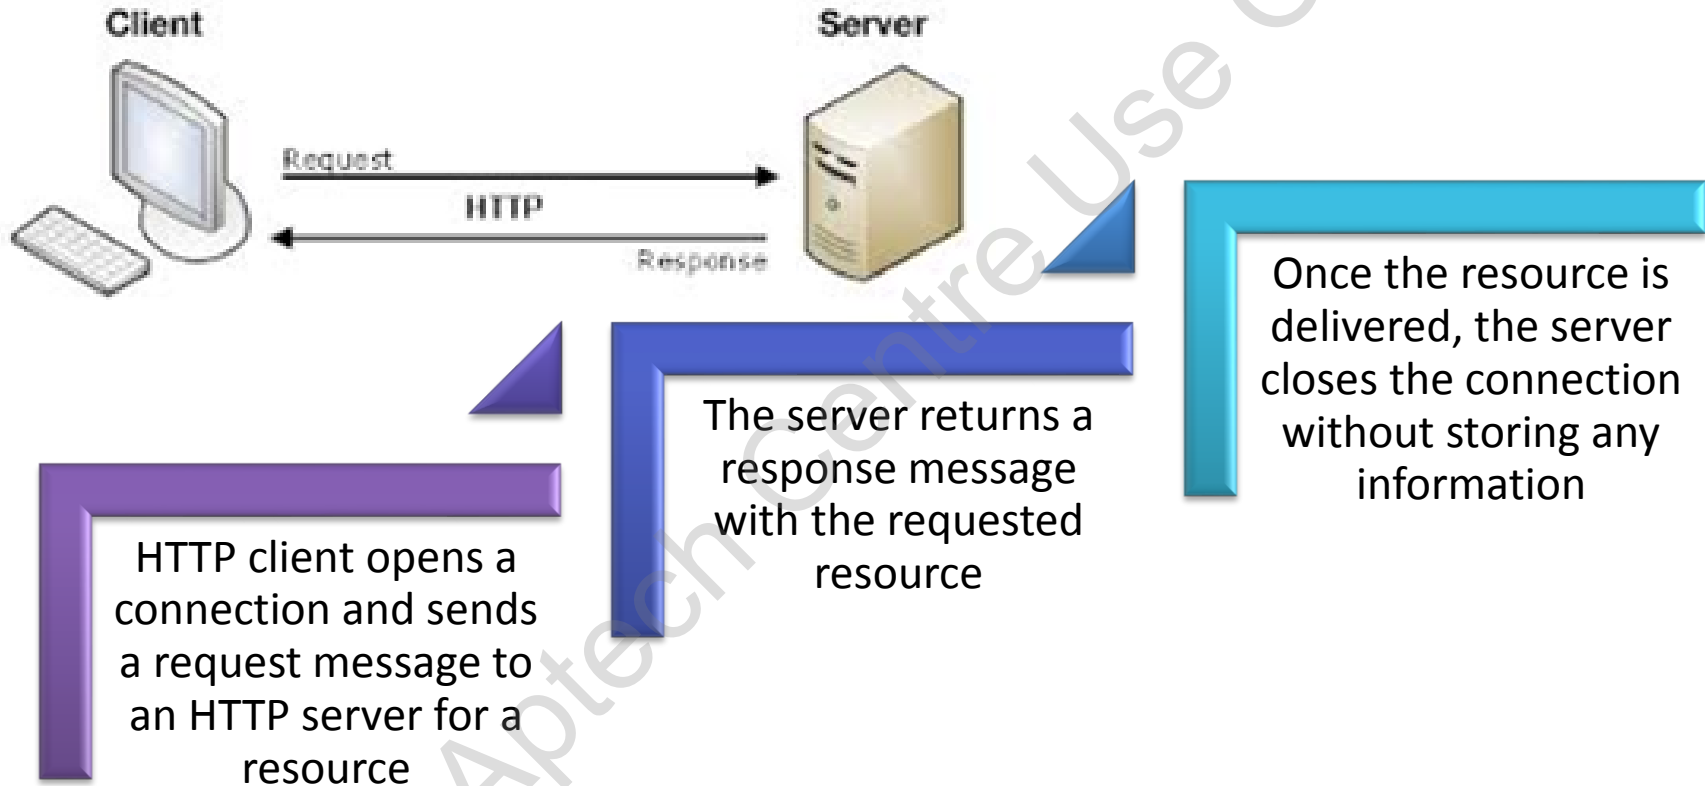 Client
Server
Request
HTTP
Response
HTTP client opens a
connection and sends
a request message to
an HTTP server for a
resource
The server returns a
response message
with the requested
resource
Once the resource is
delivered, the server
closes the connection
without storing any
information
Aptech Centre Use